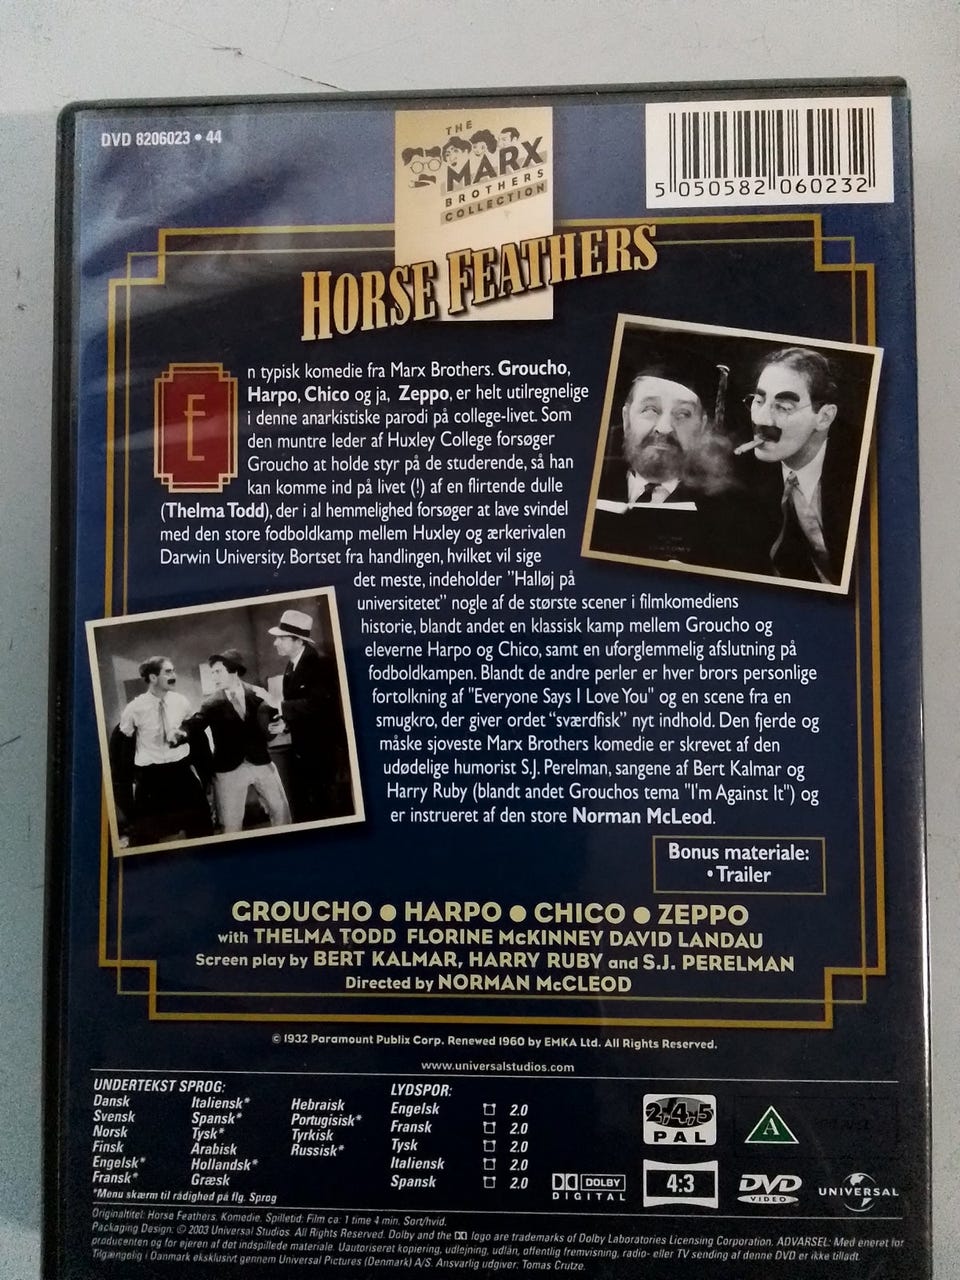 DVD 8206023 • 44
THE
MARX
BROTHERS
COLLECTION
5 050582 060232
HORSE FEATHERS
En typisk komedie fra Marx Brothers. Groucho,
Harpo, Chico og ja, Zeppo, er helt utilregnelige
i denne anarkistiske parodi på college-livet. Som
den muntre leder af Huxley College forsøger
Groucho at holde styr på de studerende, så han
kan komme ind på livet (!) af en flirtende dulle
(Thelma Todd), der i al hemmelighed forsøger at lave svindel
med den store fodboldkamp mellem Huxley og ærkerivalen
Darwin University. Bortset fra handlingen, hvilket vil sige
det meste, indeholder "Halløj på
universitetet" nogle af de største scener i filmkomediens
historie, blandt andet en klassisk kamp mellem Groucho og
eleverne Harpo og Chico, samt en uforglemmelig afslutning på
fodboldkampen. Blandt de andre perler er hver brors personlige
fortolkning af "Everyone Says I Love You" og en scene fra en
smugkro, der giver ordet "sværdfisk" nyt indhold. Den fjerde og
måske sjoveste Marx Brothers komedie er skrevet af den
udødelige humorist S.J. Perelman, sangene af Bert Kalmar og
Harry Ruby (blandt andet Grouchos tema "I'm Against It") og
er instrueret af den store Norman McLeod.
Bonus materiale:
• Trailer
GROUCHO ● HARPO ● CHICO ● ZEPPO
with THELMA TODD FLORINE McKINNEY DAVID LANDAU
Screen play by BERT KALMAR, HARRY RUBY and S.J. PERELMAN
Directed by NORMAN McCLEOD
© 1932 Paramount Publix Corp. Renewed 1960 by EMKA Ltd. All Rights Reserved.
www.universalstudios.com
UNDERTEKST SPROG:
Dansk Italiensk* Hebraisk
Svensk Spansk* Portugisisk*
Norsk Tysk* Tyrkisk
Finsk Arabisk Russisk*
Engelsk* Hollandsk*
Fransk* Græsk
*Menu skærm til rådighed på flg. Sprog
LYDSPOR:
Engelsk 2.0
Fransk 2.0
Tysk 2.0
Italiensk 2.0
Spansk 2.0
DOLBY
DIGITAL
2,4,5
PAL
4:3
A
DVD
VIDEO
UNIVERSAL
Originaltitel: Horse Feathers. Komedie. Spilletid: Film ca: 1 time 4 min. Sort/hvid.
Packaging Design: © 2003 Universal Studios. All Rights Reserved. Dolby and the DD logo are trademarks of Dolby Laboratories Licensing Corporation. ADVARSEL: Med eneret for
producenten og for ejeren af det indspillede materiale. Uautoriseret kopiering, udlejning, udlån, offentlig fremvisning, radio- eller TV sending af denne DVD er ikke tilladt.
Tilgængelig i Danmark eksklusivt gennem Universal Pictures (Denmark) A/S. Ansvarlig udgiver: Tomas Crutze.